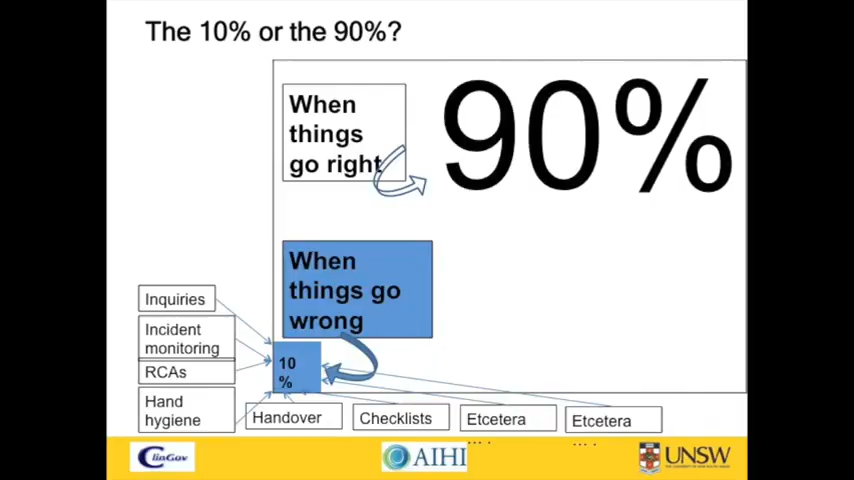 The 10% or the 90%?
When
things
go right
90%
When
things go
wrong
10
%
Inquiries
Incident
monitoring
RCAs
Hand
hygiene
Handover
Checklists
Etcetera
Etcetera
ClinGov
AIHI
UNSW